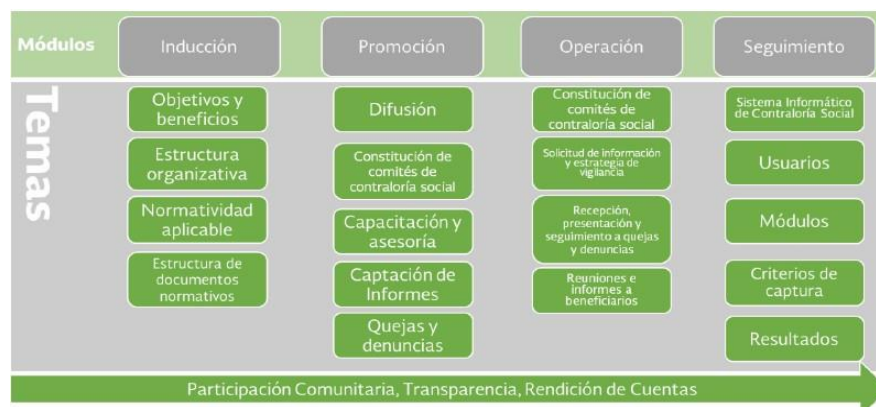 Módulos
Inducción
Promoción
Operación
Seguimiento
Temas
Objetivos y
beneficios
Estructura
organizativa
Normatividad
aplicable
Estructura de
documentos
normativos
Difusión
Constitución de
comités de
contraloría social
Capacitación y
asesoría
Captación de
Informes
Quejas y
denuncias
Constitución de
comités de
contraloría social
Solicitud de información
y estrategia de
vigilancia
Recepción,
presentación y
seguimiento a quejas
y denuncias
Reuniones e
informes a
beneficiarios
Sistema Informático
de Contraloría Social
Usuarios
Módulos
Criterios de
captura
Resultados
Participación Comunitaria, Transparencia, Rendición de Cuentas